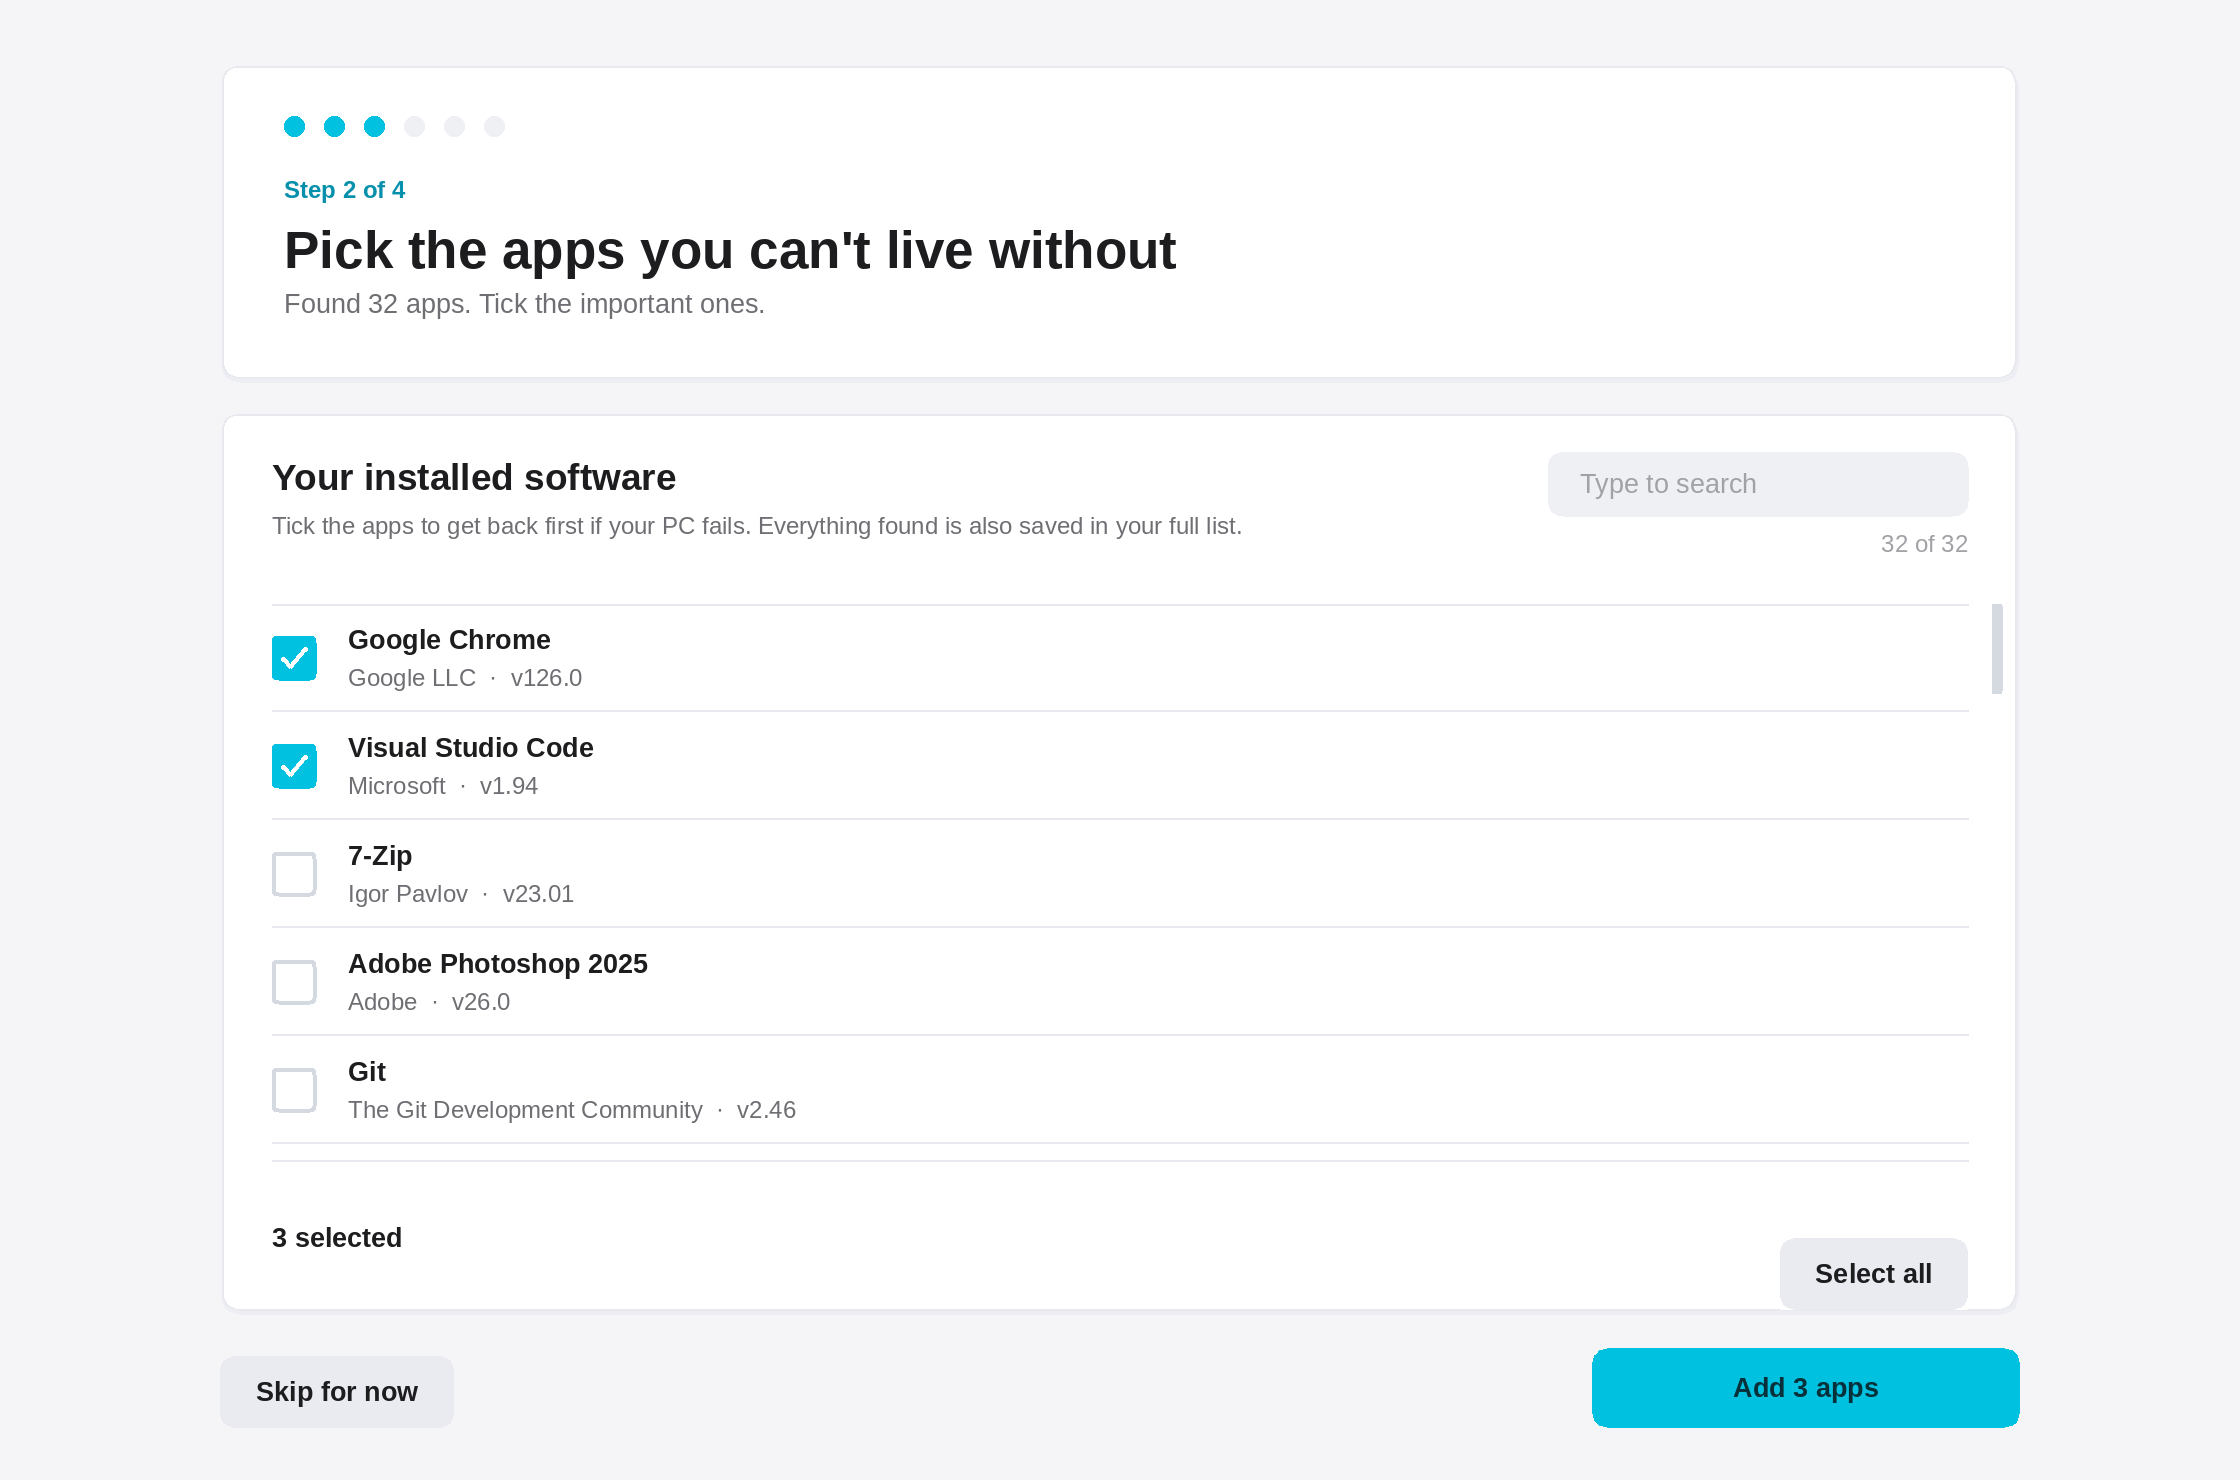 Step 2 of 4
Pick the apps you can't live without
Found 32 apps. Tick the important ones.
Your installed software
Type to search
Tick the apps to get back first if your PC fails. Everything found is also saved in your full list.
32 of 32
Google Chrome
Google LLC · v126.0
Visual Studio Code
Microsoft · v1.94
7-Zip
Igor Pavlov · v23.01
Adobe Photoshop 2025
Adobe · v26.0
Git
The Git Development Community · v2.46
3 selected
Select all
Skip for now
Add 3 apps